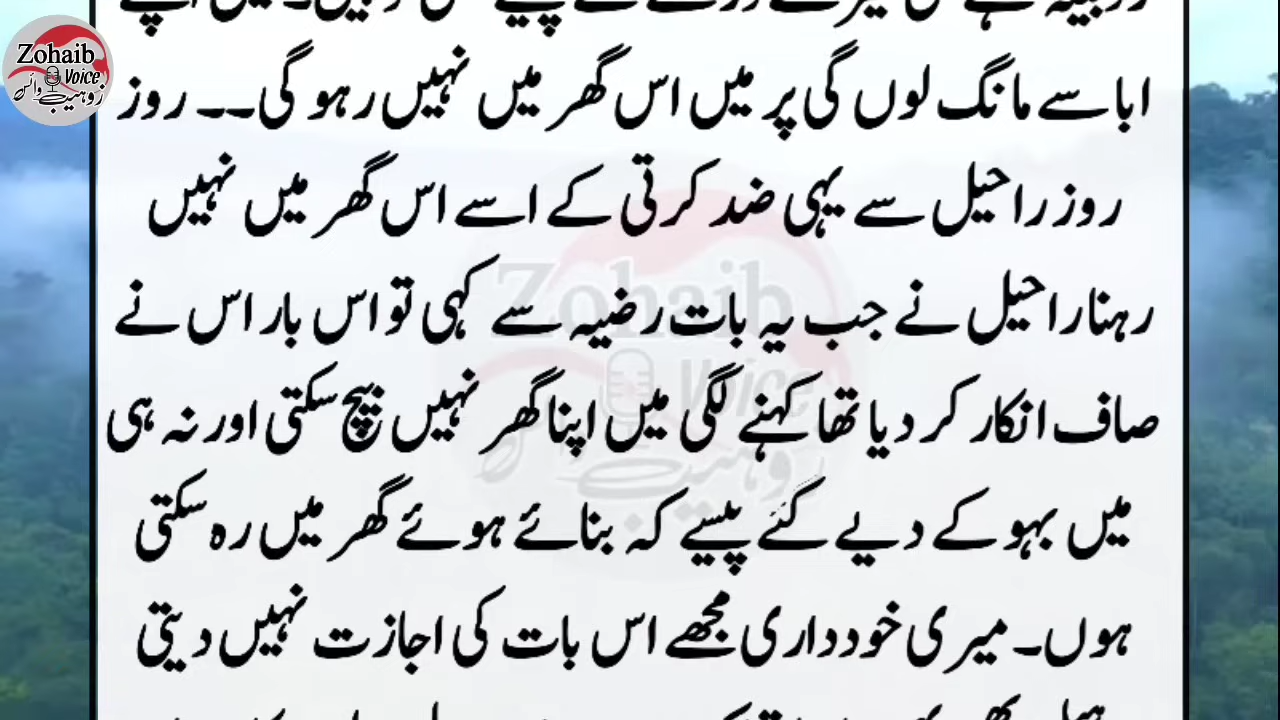 Zohaib
Voice
زوہیب وائس
ابا سے مانگ لوں گی پر میں اس گھر میں نہیں رہو گی۔۔ روز
روز راحیل سے یہی ضد کرتی کے اسے اس گھر میں نہیں
رہنا راحیل نے جب یہ بات رضیہ سے کہی تو اس بار اس نے
صاف انکار کر دیا تھا کہنے لگی میں اپنا گھر نہیں بیچ سکتی اور نہ ہی
میں بہو کے دیے گئے پیسے کہ بنائے ہوئے گھر میں رہ سکتی
ہوں۔ میری خودداری مجھے اس بات کی اجازت نہیں دیتی